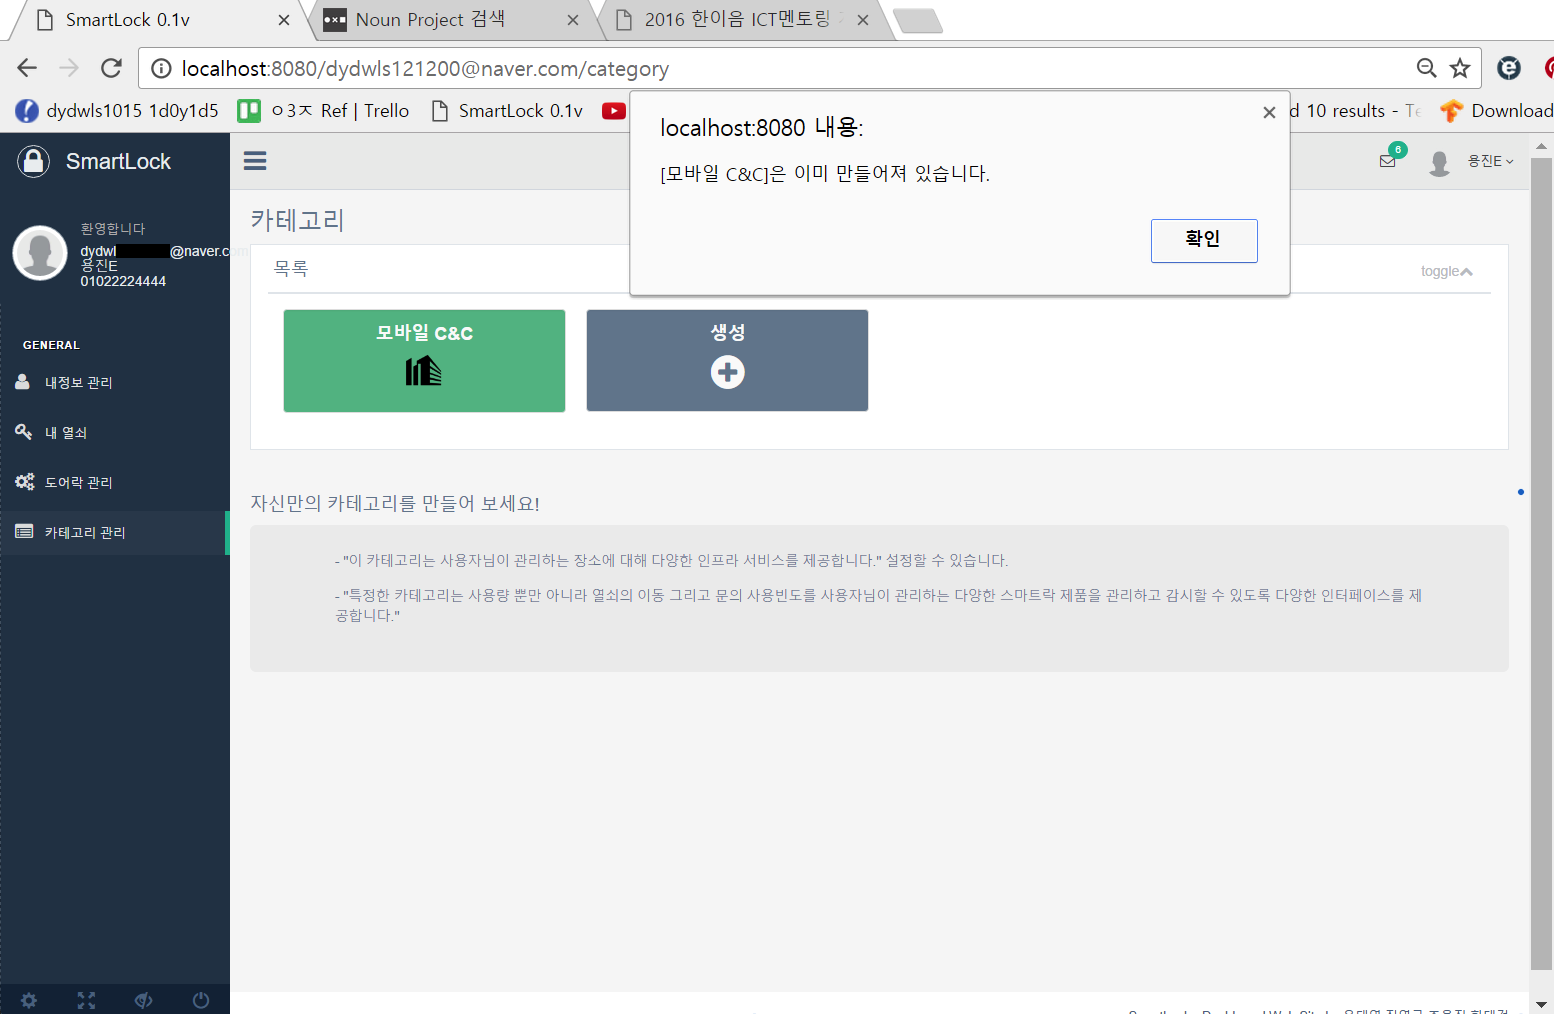 SmartLock 0.1v
Noun Project 검색
2016 한이음 ICT멘토링
localhost:8080/dydwls121200@naver.com/category
dydwls1015 1d0y1d5
ㅇ3ㅈ Ref | Trello
SmartLock 0.1v
d 10 results - Te
Download
localhost:8080 내용:
[모바일 C&C]은 이미 만들어져 있습니다.
확인
SmartLock
6
용진E
환영합니다
dydwl @naver.com
용진E
01022224444
GENERAL
내정보 관리
내 열쇠
도어락 관리
카테고리 관리
카테고리
목록
toggle
모바일 C&C
생성
자신만의 카테고리를 만들어 보세요!
- "이 카테고리는 사용자님이 관리하는 장소에 대해 다양한 인프라 서비스를 제공합니다." 설정할 수 있습니다.
- "특정한 카테고리는 사용량 뿐만 아니라 열쇠의 이동 그리고 문의 사용빈도를 사용자님이 관리하는 다양한 스마트락 제품을 관리하고 감시할 수 있도록 다양한 인터페이스를 제
공합니다."